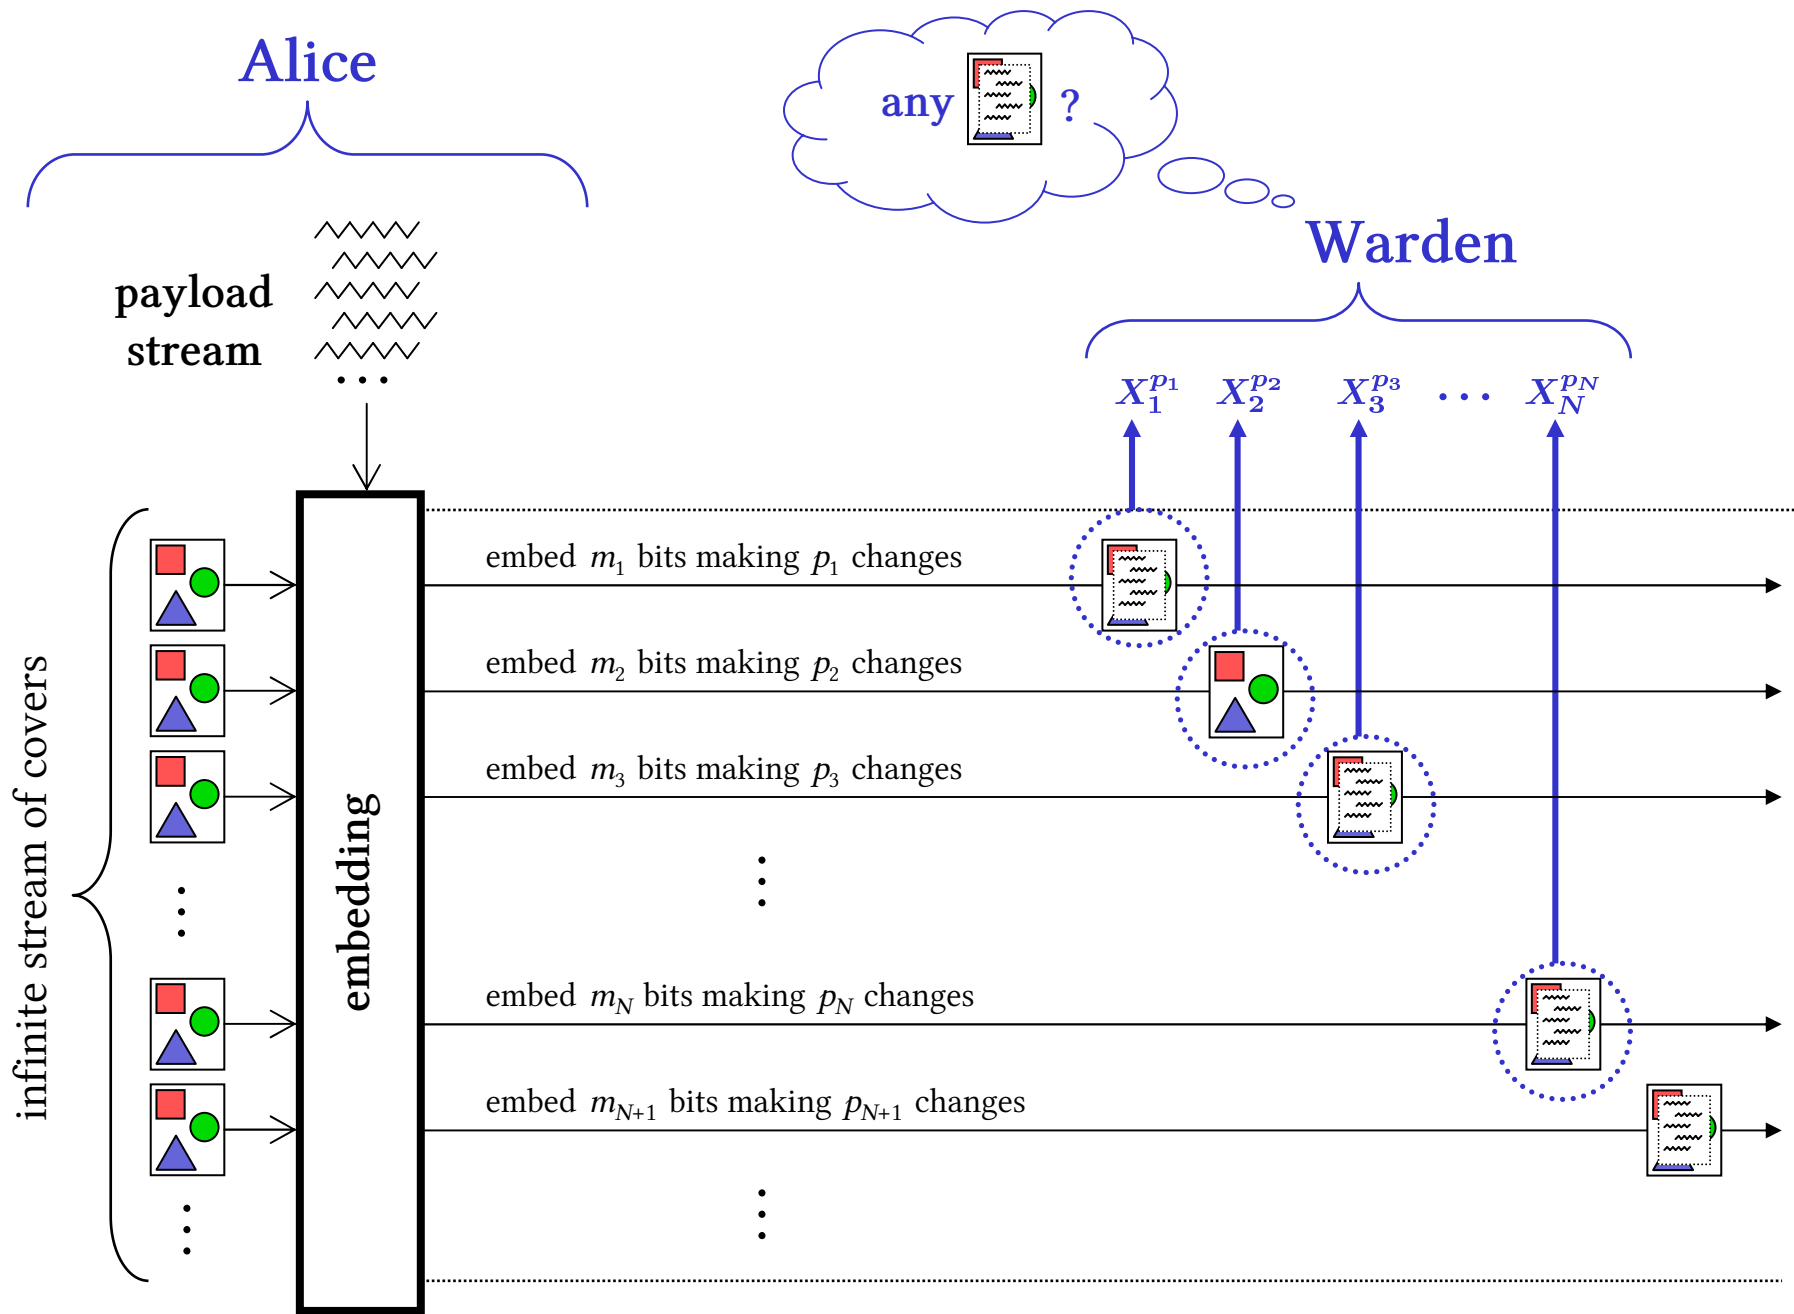 Alice
any ?
Warden
payload
stream
. . .
X_1^{p_1} X_2^{p_2} X_3^{p_3} · · · X_N^{p_N}
embed m_1 bits making p_1 changes
embed m_2 bits making p_2 changes
embed m_3 bits making p_3 changes
infinite stream of covers
embedding
embed m_N bits making p_N changes
embed m_{N+1} bits making p_{N+1} changes